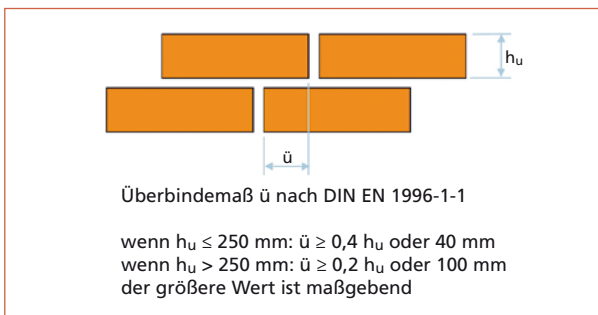 hu
ü
Überbindemaß ü nach DIN EN 1996-1-1
wenn hu ≤ 250 mm: ü ≥ 0,4 hu oder 40 mm
wenn hu > 250 mm: ü ≥ 0,2 hu oder 100 mm
der größere Wert ist maßgebend